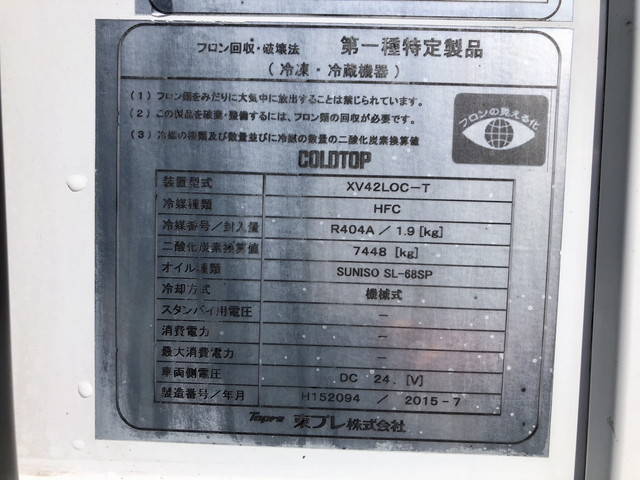 フロン回収・破壊法 第一種特定製品
(冷凍・冷蔵機器)
(1) フロン類をみだりに大気中に放出することは禁じられています。
(2) この製品を廃棄・整備するには、フロン類の回収が必要です。
(3) 冷媒の種類及び数量並びに冷媒の数量の二酸化炭素換算値
フロンの見える化
COLDTOP
装置型式 XV42LOC-T
冷媒種類 HFC
冷媒番号/封入量 R404A / 1.9 [kg]
二酸化炭素換算値 7448 [kg]
オイル種類 SUNISO SL-68SP
冷却方式 機械式
スタンバイ用電圧 −
消費電力 −
最大消費電力 −
車両側電圧 DC 24. [V]
製造番号/年月 H152094 / 2015-7
Topre 東プレ株式会社